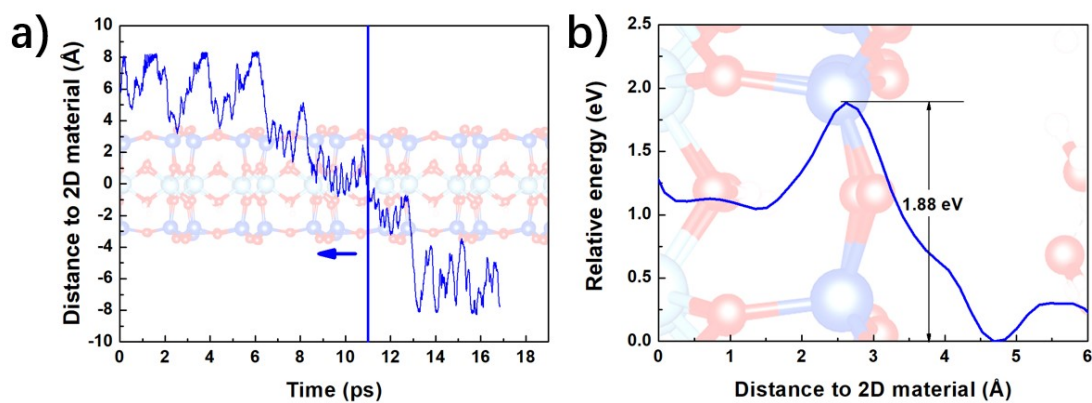 a)
Distance to 2D material (Å)
10
8
6
4
2
0
-2
-4
-6
-8
-10
0 2 4 6 8 10 12 14 16 18
Time (ps)
b)
Relative energy (eV)
2.5
2.0
1.5
1.0
0.5
0.0
1.88 eV
0 1 2 3 4 5 6
Distance to 2D material (Å)